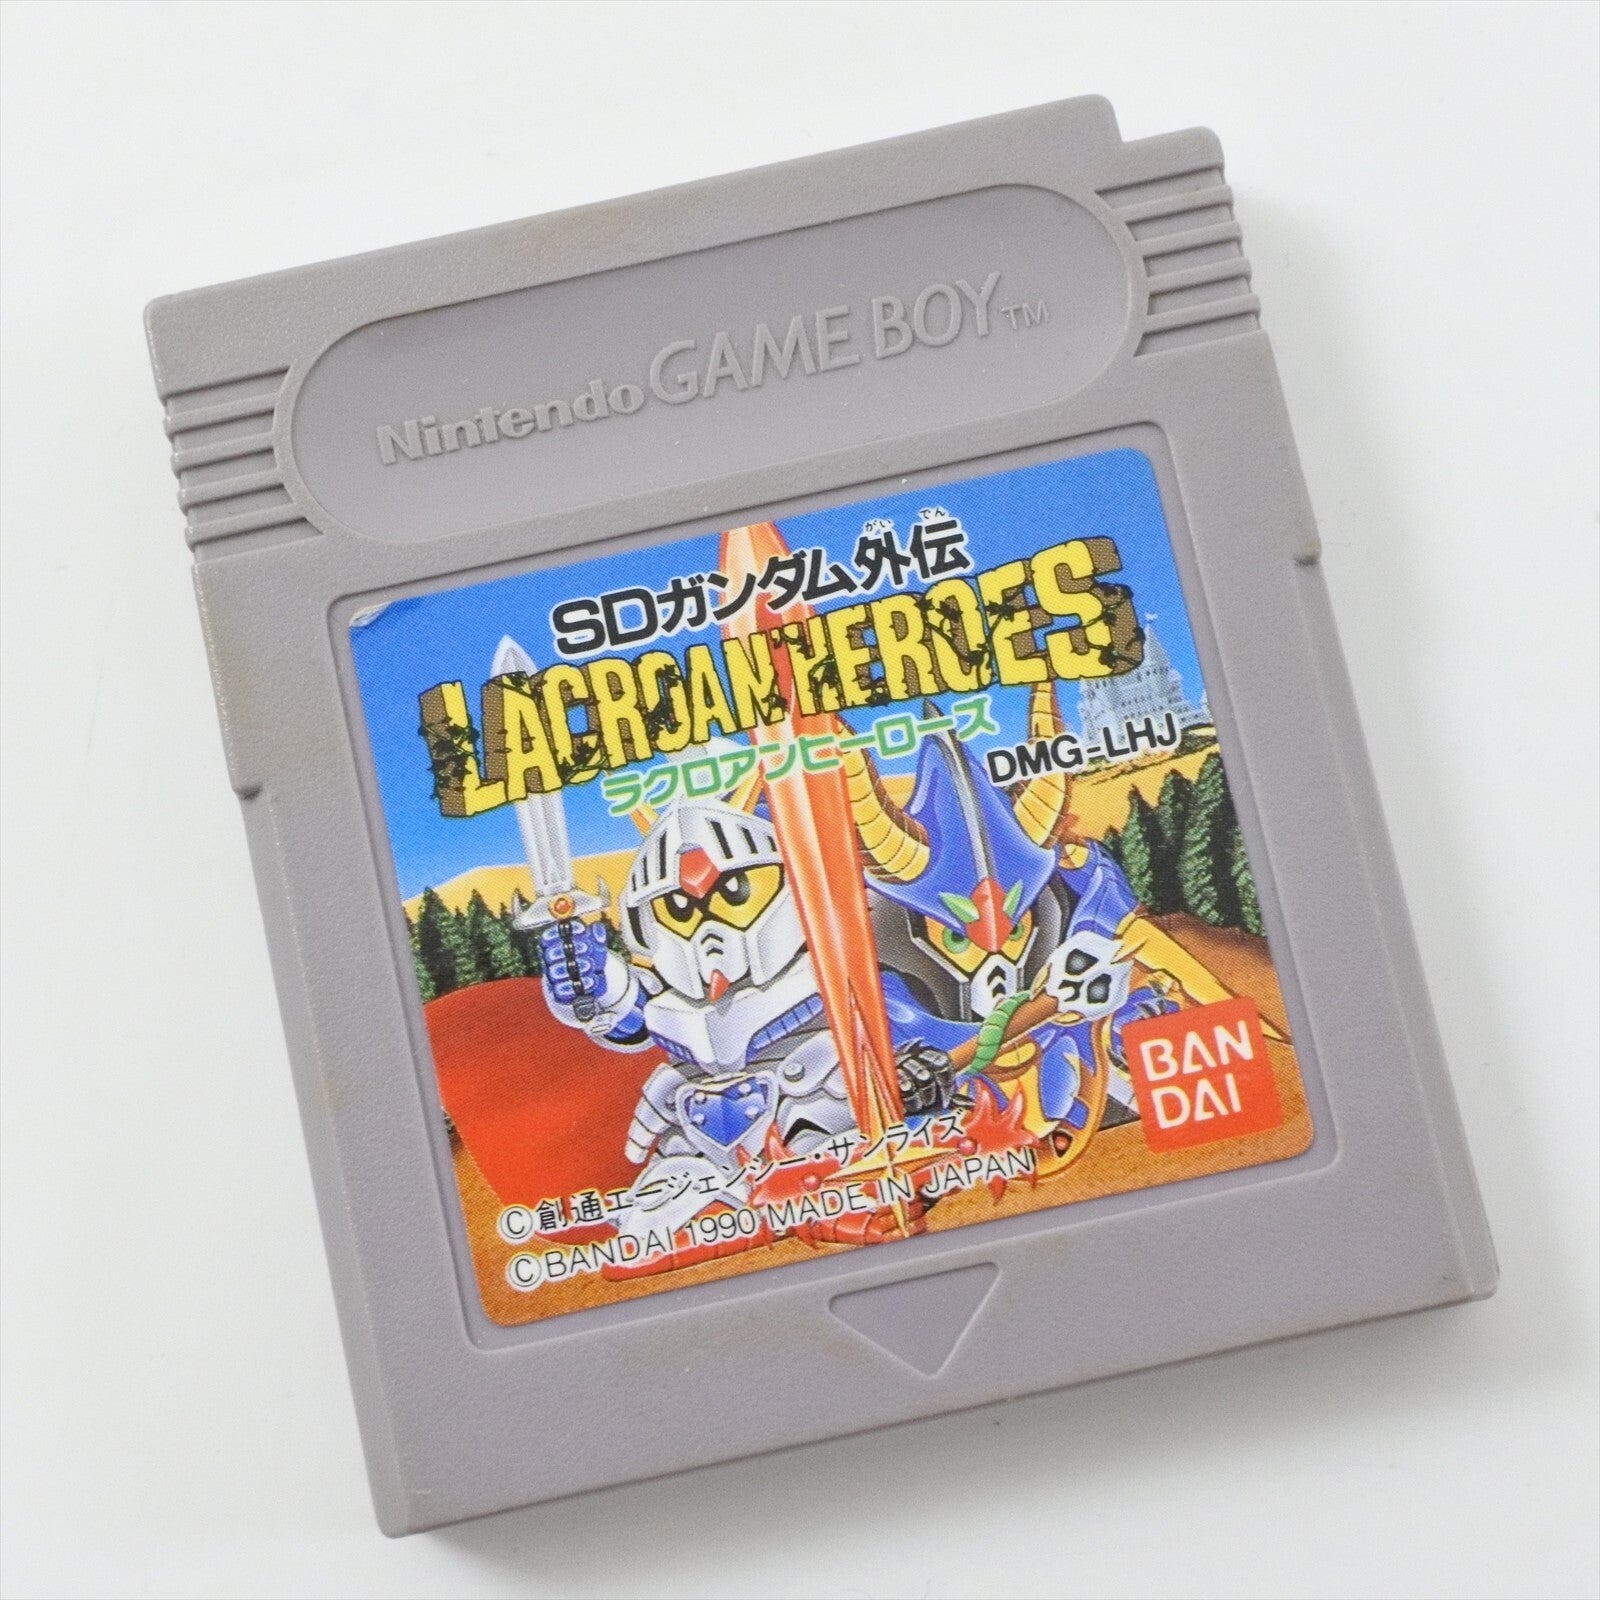 Nintendo GAME BOY™
がいでん
SDガンダム外伝
LACROAN'HEROES
ラクロアンヒーローズ
DMG-LHJ
BAN
DAI
©創通エージェンシー・サンライズ
©BANDAI 1990 MADE IN JAPAN